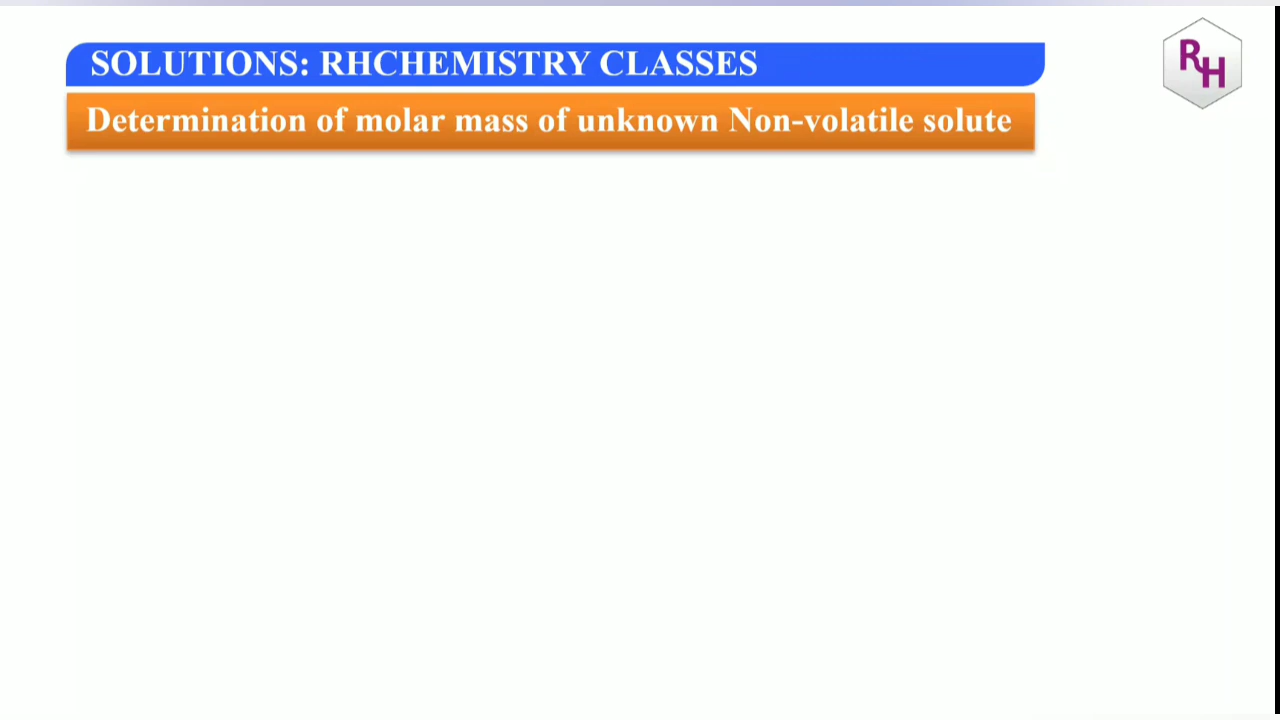 SOLUTIONS: RHCHEMISTRY CLASSES
RH
Determination of molar mass of unknown Non-volatile solute